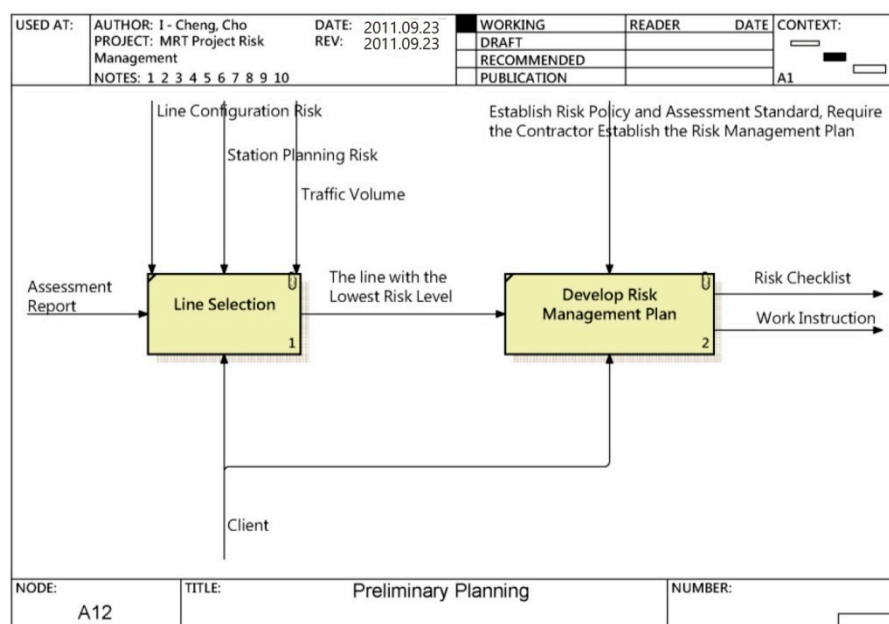 USED AT:
AUTHOR: I - Cheng, Cho
PROJECT: MRT Project Risk
Management
NOTES: 1 2 3 4 5 6 7 8 9 10
DATE: 2011.09.23
REV: 2011.09.23
WORKING
DRAFT
RECOMMENDED
PUBLICATION
READER DATE
CONTEXT:
A1
Line Configuration Risk
Station Planning Risk
Traffic Volume
Establish Risk Policy and Assessment Standard, Require
the Contractor Establish the Risk Management Plan
Assessment
Report
Line Selection
1
The line with the
Lowest Risk Level
Develop Risk
Management Plan
2
Risk Checklist
Work Instruction
Client
NODE:
A12
TITLE:
Preliminary Planning
NUMBER: